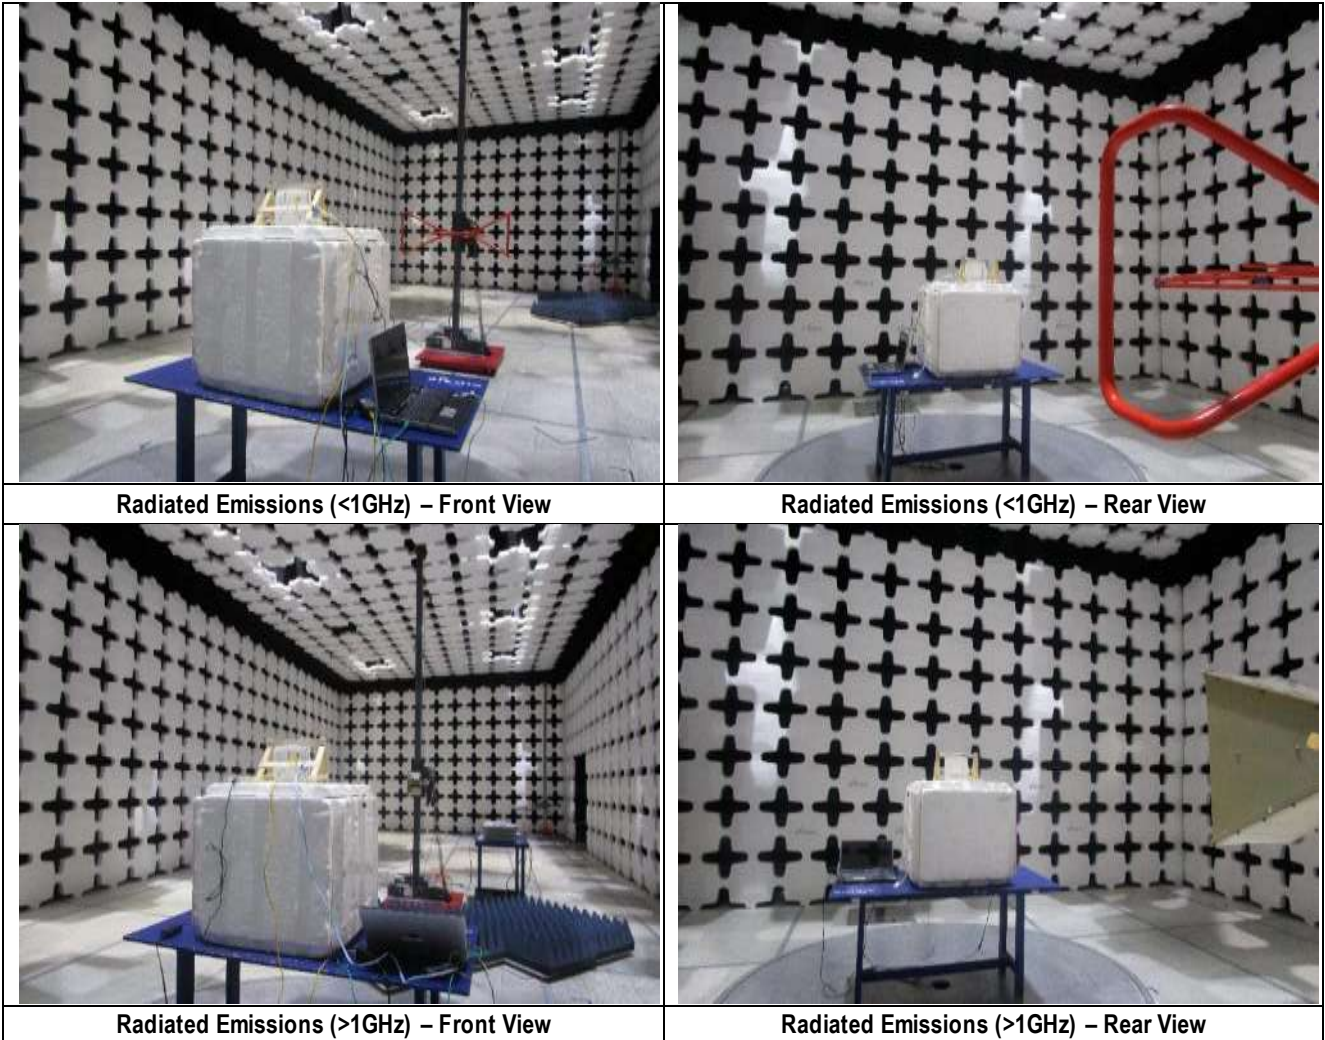 Radiated Emissions (<1GHz) – Front View
Radiated Emissions (<1GHz) – Rear View
Radiated Emissions (>1GHz) – Front View
Radiated Emissions (>1GHz) – Rear View